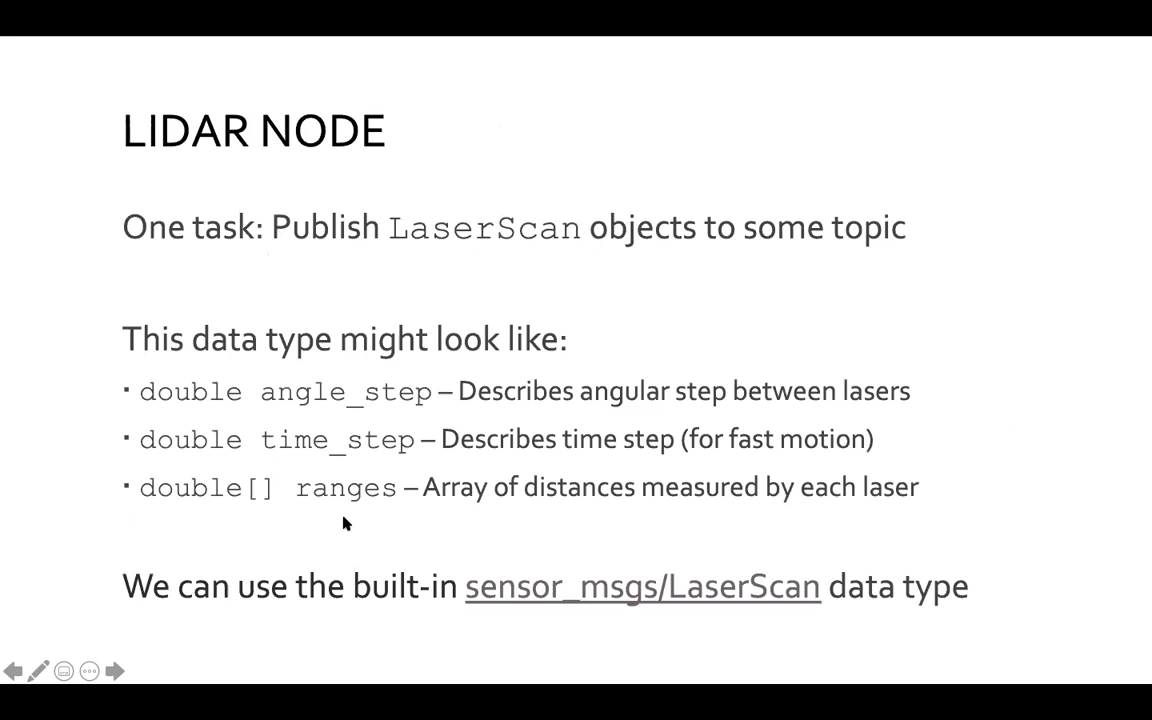 LIDAR NODE
One task: Publish LaserScan objects to some topic
This data type might look like:
▪ double angle_step – Describes angular step between lasers
▪ double time_step – Describes time step (for fast motion)
▪ double[] ranges – Array of distances measured by each laser
We can use the built-in sensor_msgs/LaserScan data type